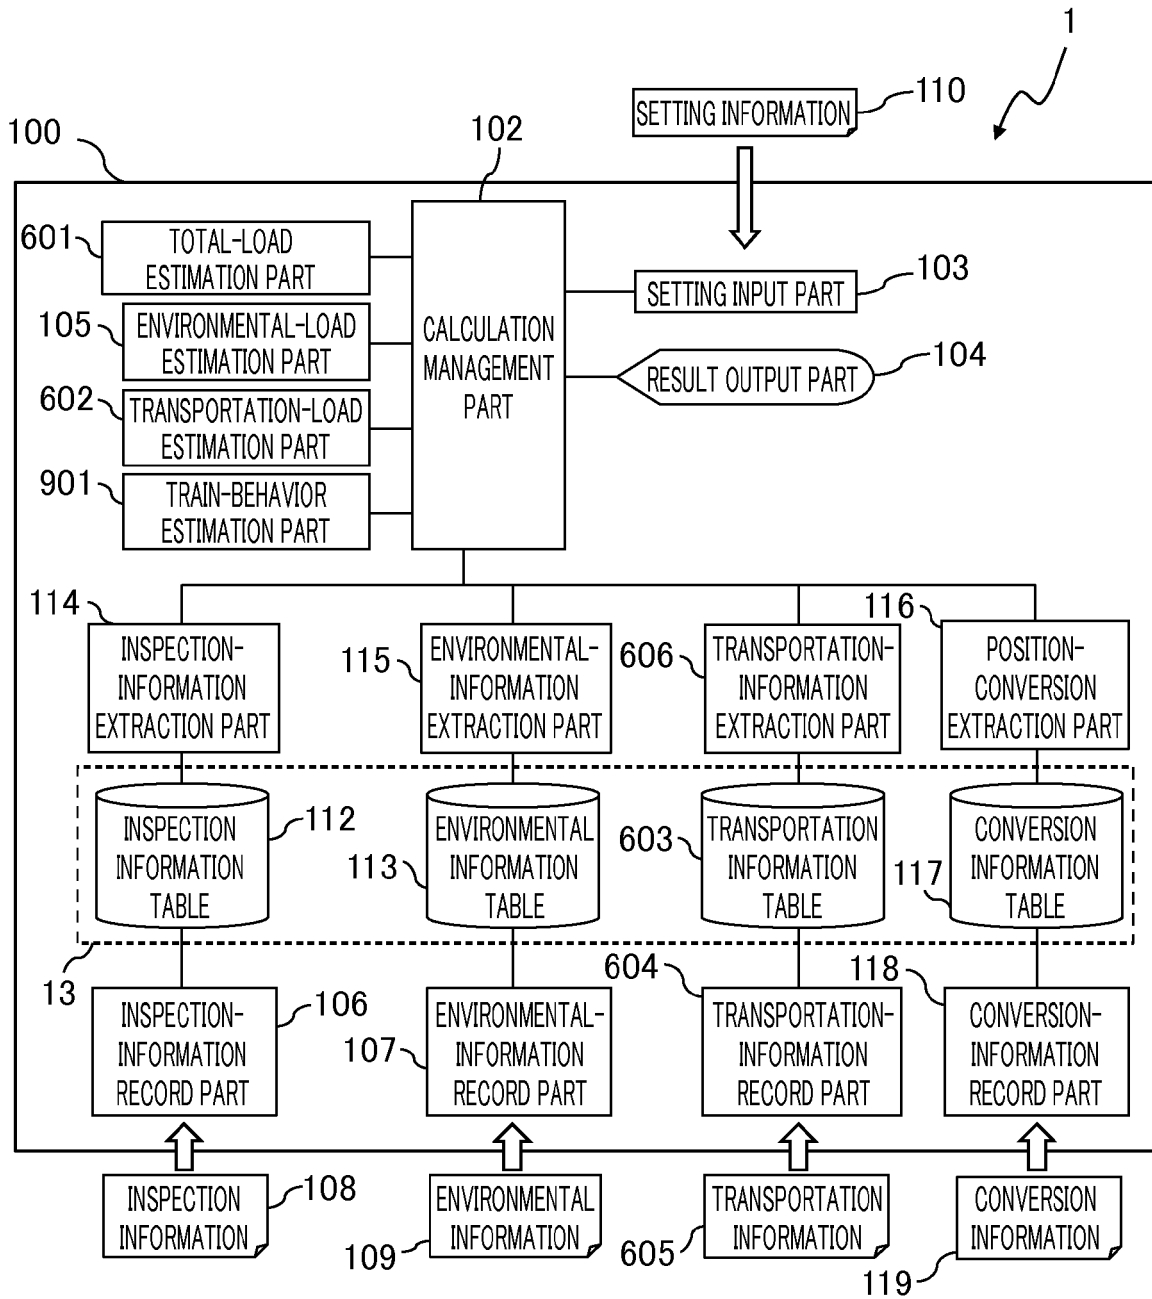 1
SETTING INFORMATION
110
100
102
601
TOTAL-LOAD
ESTIMATION PART
105
ENVIRONMENTAL-LOAD
ESTIMATION PART
602
TRANSPORTATION-LOAD
ESTIMATION PART
901
TRAIN-BEHAVIOR
ESTIMATION PART
CALCULATION
MANAGEMENT
PART
SETTING INPUT PART
103
RESULT OUTPUT PART
104
114
INSPECTION-
INFORMATION
EXTRACTION PART
115
ENVIRONMENTAL-
INFORMATION
EXTRACTION PART
606
TRANSPORTATION-
INFORMATION
EXTRACTION PART
116
POSITION-
CONVERSION
EXTRACTION PART
INSPECTION
INFORMATION
TABLE
112
ENVIRONMENTAL
INFORMATION
TABLE
113
TRANSPORTATION
INFORMATION
TABLE
603
CONVERSION
INFORMATION
TABLE
117
13
INSPECTION-
INFORMATION
RECORD PART
106
ENVIRONMENTAL-
INFORMATION
RECORD PART
107
604
TRANSPORTATION-
INFORMATION
RECORD PART
118
CONVERSION-
INFORMATION
RECORD PART
INSPECTION
INFORMATION
108
ENVIRONMENTAL
INFORMATION
109
TRANSPORTATION
INFORMATION
605
CONVERSION
INFORMATION
119